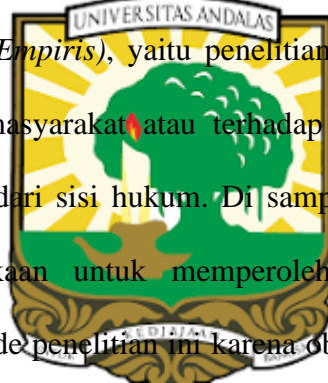 UNIVERSITAS ANDALAS
Empiris), yaitu penelitian
masyarakat atau terhadap
dari sisi hukum. Di samp
kaan untuk memperoleh
KEDJAJAAN
de penelitian ini karena ob